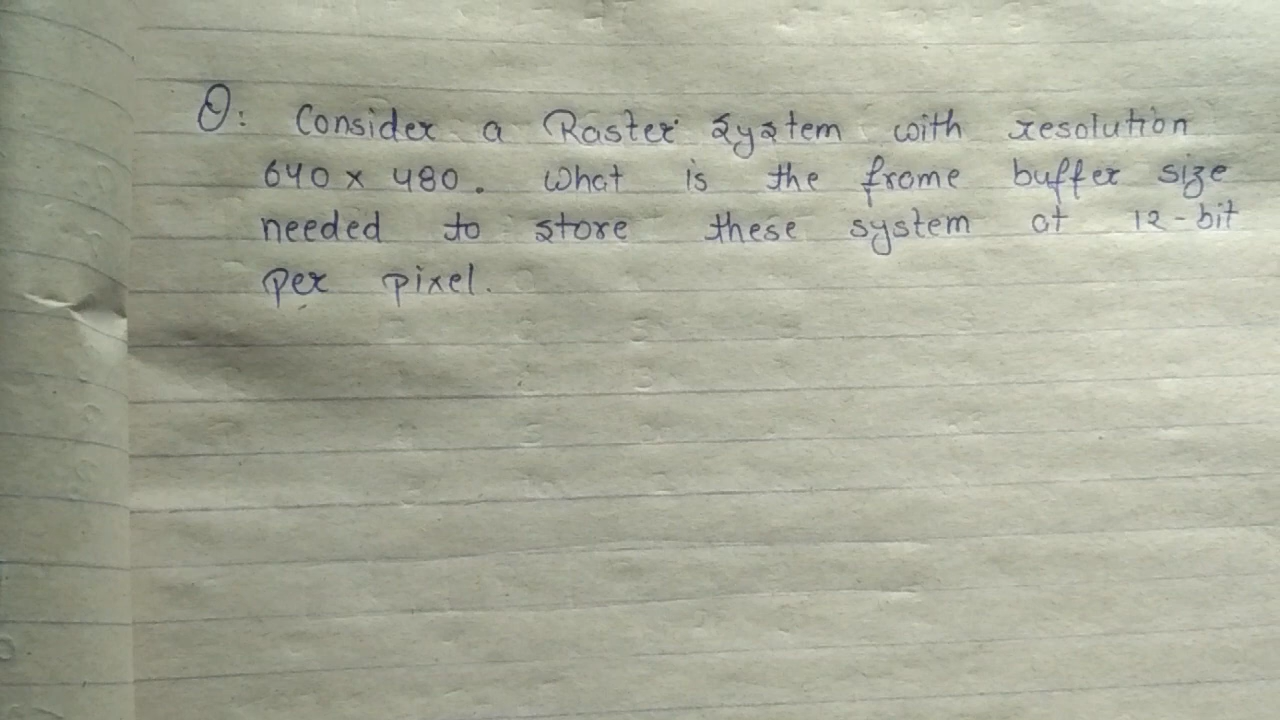 Q: Consider a Raster system with resolution
640 x 480. What is the frame buffer size
needed to store these system at 12-bit
per pixel.